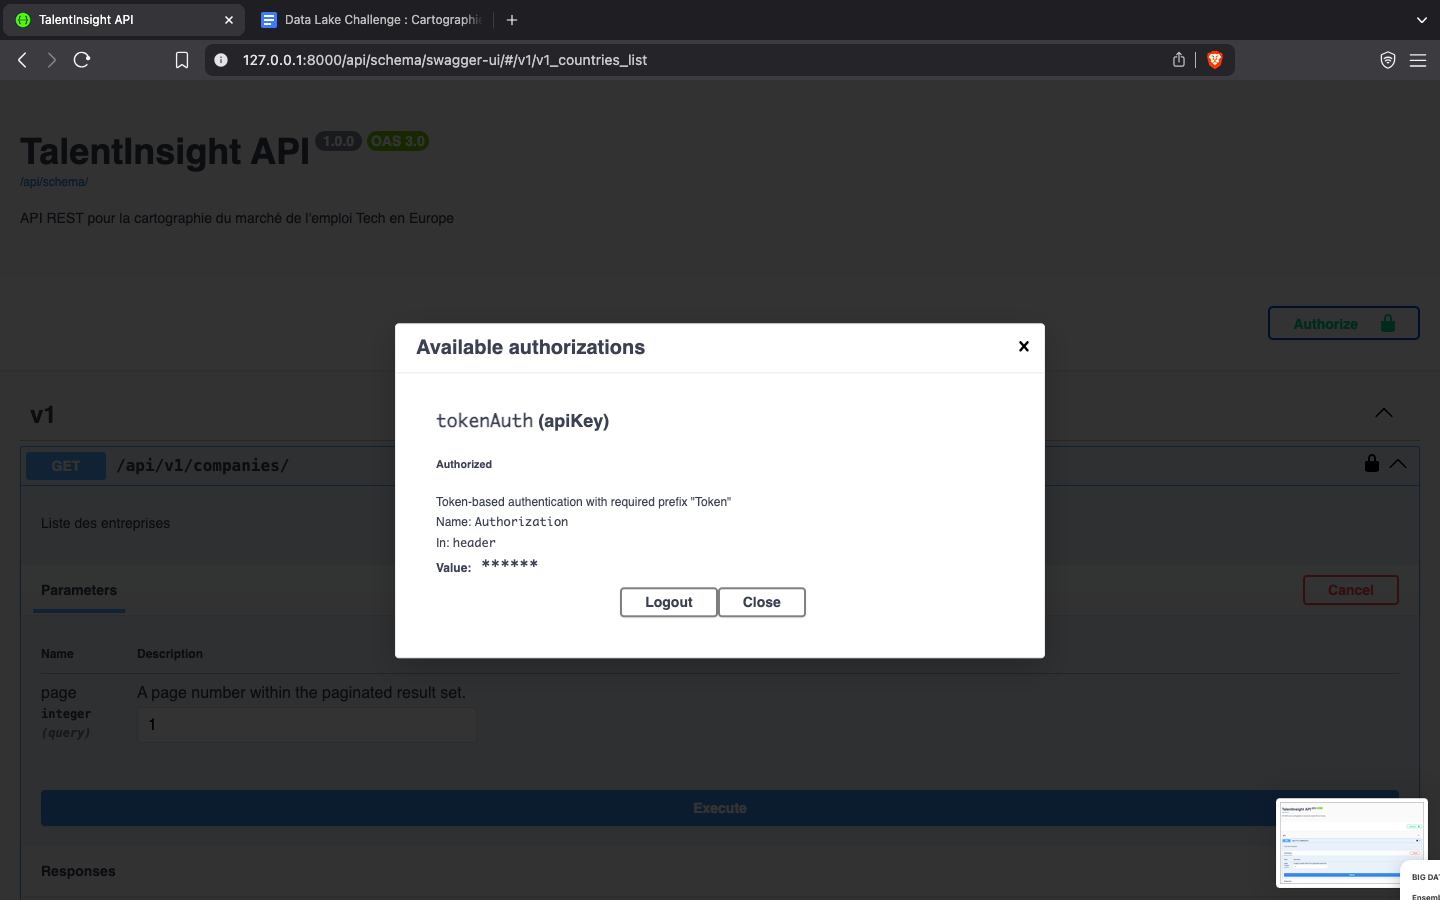 TalentInsight API
Data Lake Challenge : Cartographie
127.0.0.1:8000/api/schema/swagger-ui/#/v1/v1_countries_list
TalentInsight API 1.0.0 OAS 3.0
/api/schema/
API REST pour la cartographie du marché de l'emploi Tech en Europe
Authorize
Available authorizations
tokenAuth (apiKey)
Authorized
Token-based authentication with required prefix "Token"
Name: Authorization
In: header
Value: ******
Logout
Close
v1
GET /api/v1/companies/
Liste des entreprises
Parameters
Cancel
Name Description
page A page number within the paginated result set.
integer
(query)
1
Execute
Responses
TalentInsight API
BIG DA
Ensemb